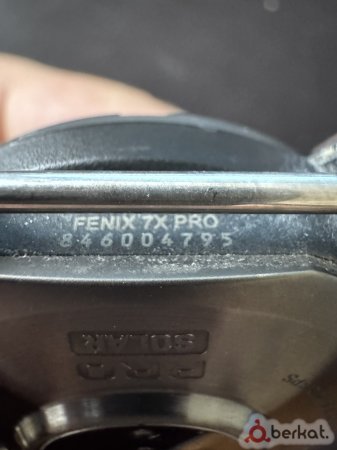 FENIX 7X PRO
846004795
PRO
SOLAR
berkat.